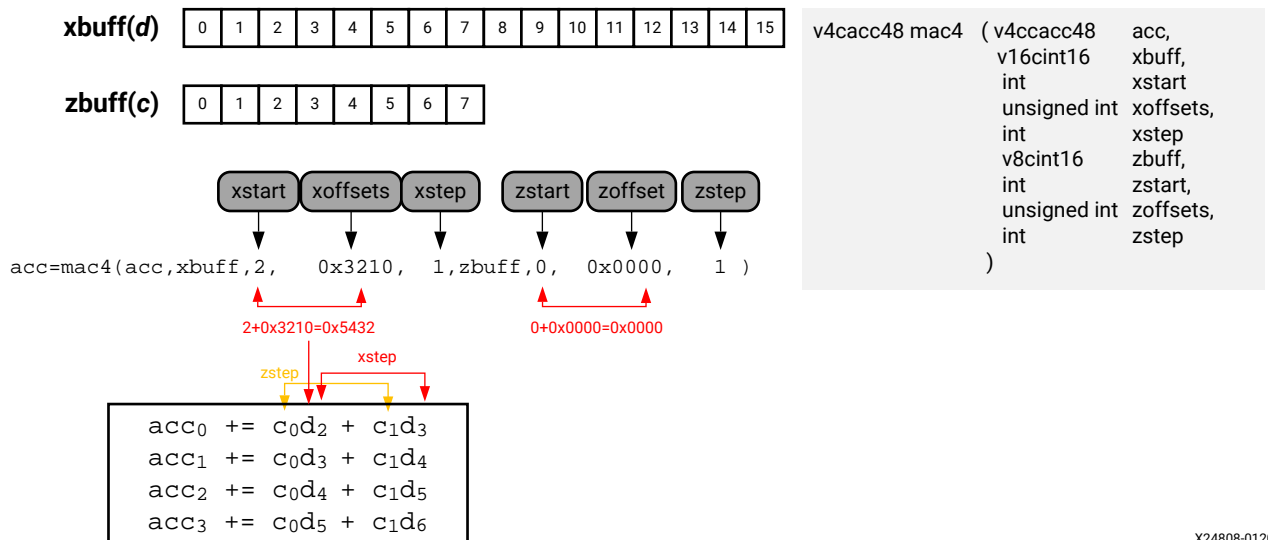 xbuff(d) 0 1 2 3 4 5 6 7 8 9 10 11 12 13 14 15
zbuff(c) 0 1 2 3 4 5 6 7
v4cacc48 mac4 ( v4ccacc48 acc,
v16cint16 xbuff,
int xstart
unsigned int xoffsets,
int xstep
v8cint16 zbuff,
int zstart,
unsigned int zoffsets,
int zstep
)
xstart xoffsets xstep zstart zoffset zstep
acc=mac4(acc,xbuff,2, 0x3210, 1,zbuff,0, 0x0000, 1 )
2+0x3210=0x5432 0+0x0000=0x0000
xstep
zstep
acc₀ += c₀d₂ + c₁d₃
acc₁ += c₀d₃ + c₁d₄
acc₂ += c₀d₄ + c₁d₅
acc₃ += c₀d₅ + c₁d₆